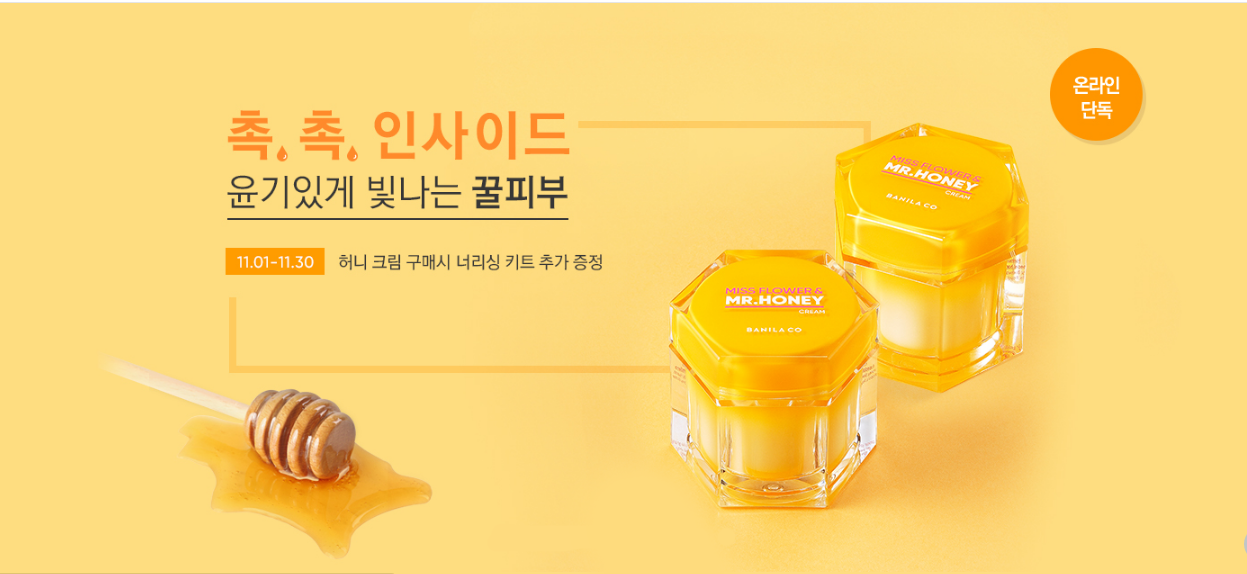 촉, 촉, 인사이드
윤기있게 빛나는 꿀피부
11.01-11.30 허니 크림 구매시 너리싱 키트 추가 증정
온라인
단독
MISS FLOWER &
MR.HONEY
CREAM
BANILA CO
MISS FLOWER &
MR.HONEY
CREAM
BANILA CO